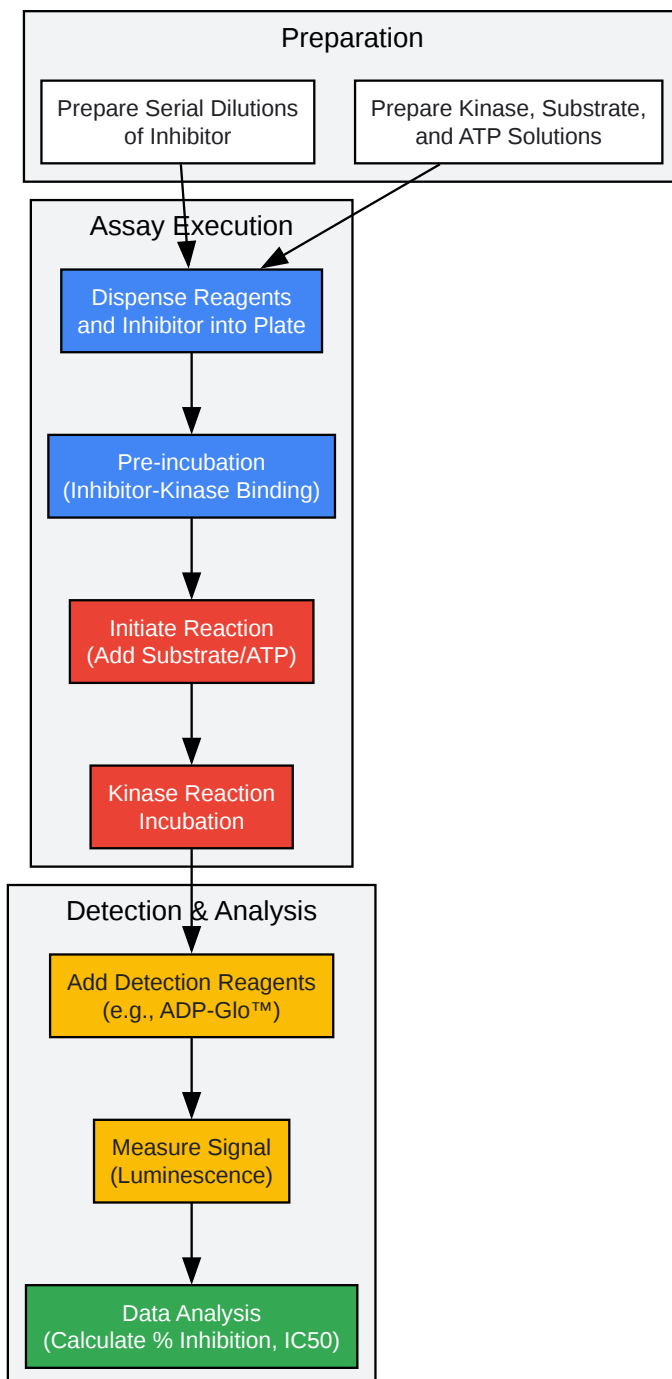 Preparation
Prepare Serial Dilutions
of Inhibitor
Prepare Kinase, Substrate,
and ATP Solutions
Assay Execution
Dispense Reagents
and Inhibitor into Plate
Pre-incubation
(Inhibitor-Kinase Binding)
Initiate Reaction
(Add Substrate/ATP)
Kinase Reaction
Incubation
Detection & Analysis
Add Detection Reagents
(e.g., ADP-Glo™)
Measure Signal
(Luminescence)
Data Analysis
(Calculate % Inhibition, IC50)